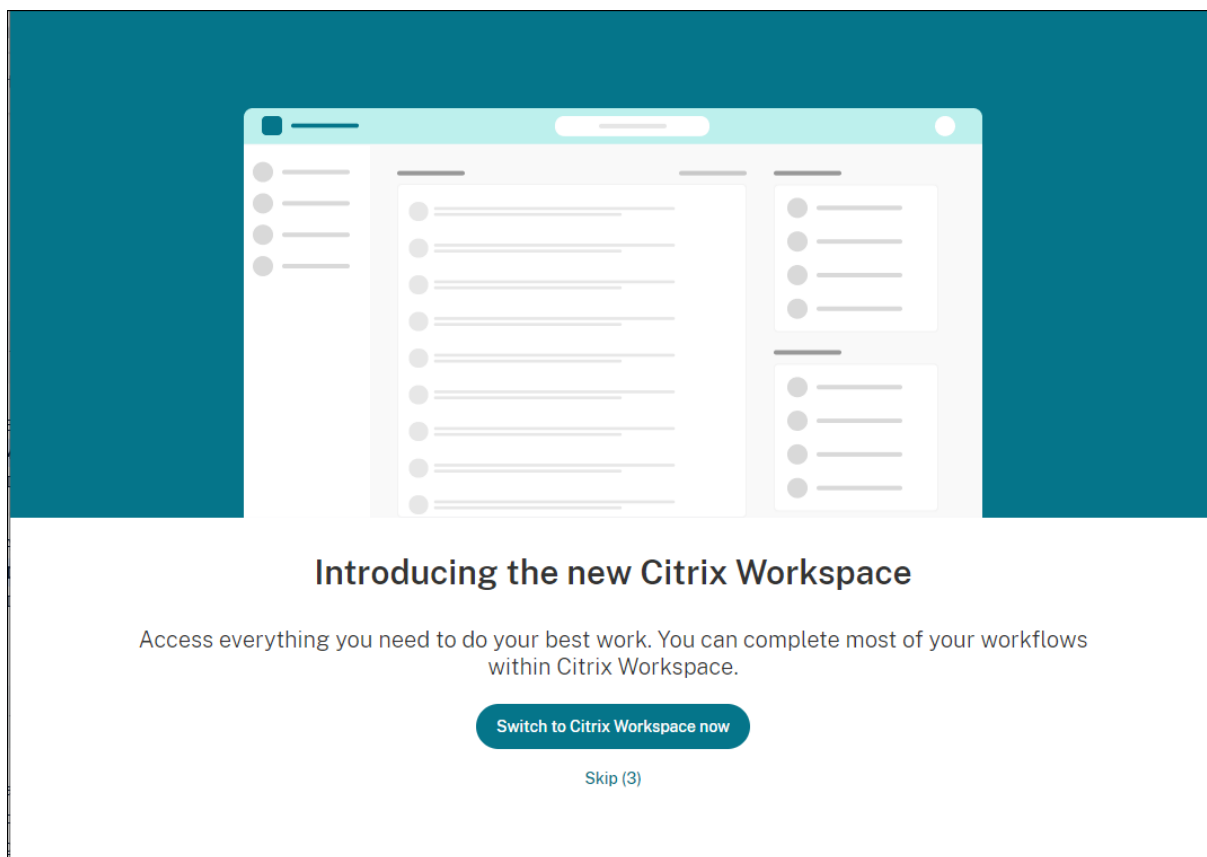 Introducing the new Citrix Workspace
Access everything you need to do your best work. You can complete most of your workflows
within Citrix Workspace.
Switch to Citrix Workspace now
Skip (3)